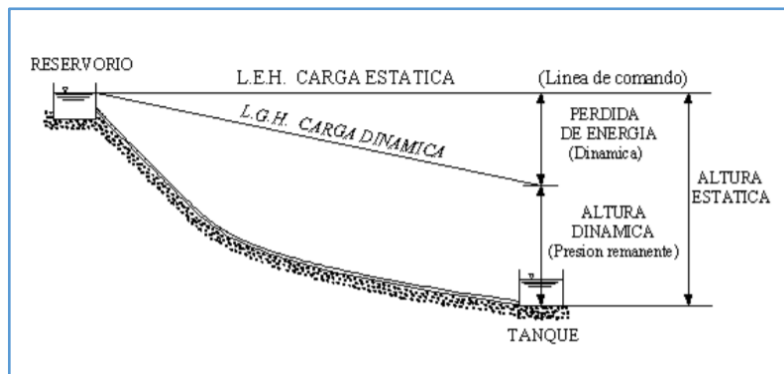 RESERVORIO
L.E.H. CARGA ESTATICA (Linea de comando)
L.G.H. CARGA DINAMICA
PERDIDA
DE ENERGIA
(Dinamica)
ALTURA
ESTATICA
ALTURA
DINAMICA
(Presion remanente)
TANQUE